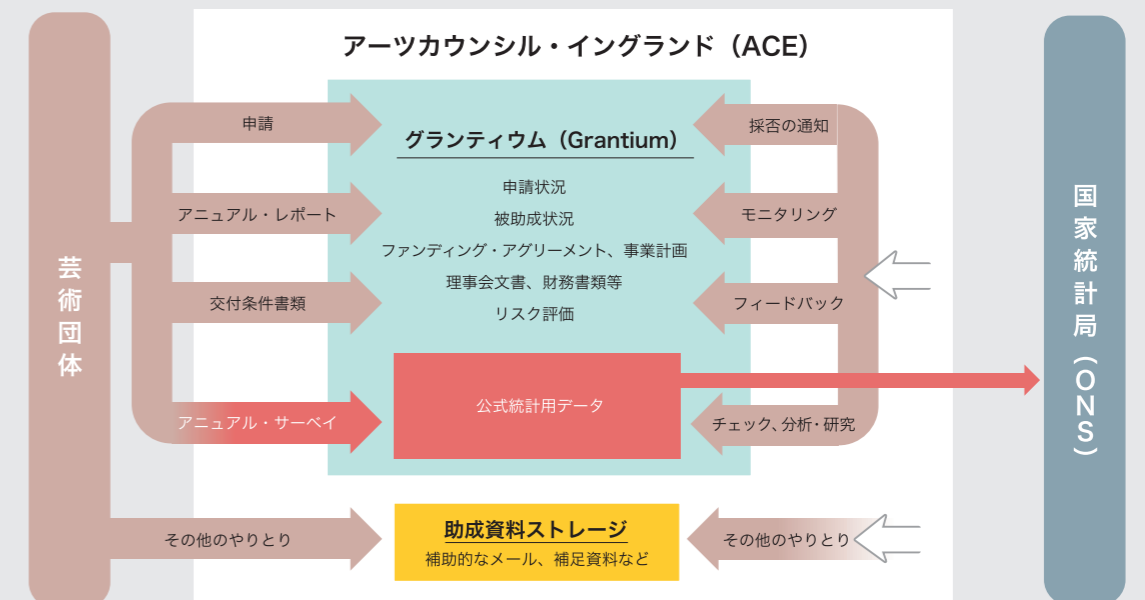 アーツカウンシル・イングランド（ACE）
芸術団体
申請
アニュアル・レポート
交付条件書類
アニュアル・サーベイ
その他のやりとり
グランティウム（Grantium）
申請状況
被助成状況
ファンディング・アグリーメント、事業計画
理事会文書、財務書類等
リスク評価
公式統計用データ
助成資料ストレージ
補助的なメール、補足資料など
採否の通知
モニタリング
フィードバック
チェック、分析・研究
その他のやりとり
国家統計局（ONS）